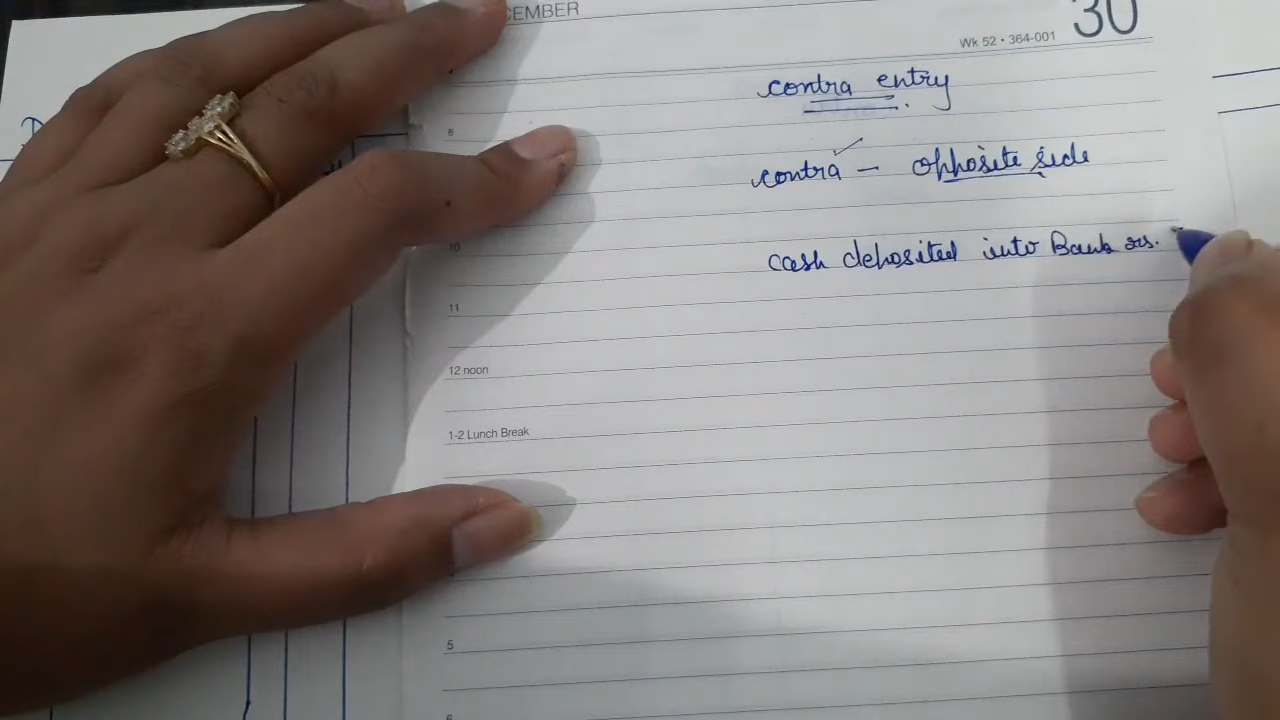 CEMBER
30
Wk 52 • 364-001
contra entry
8
contra - opposite side
10
cash deposited into Bank rs.
11
12 noon
1-2 Lunch Break
5